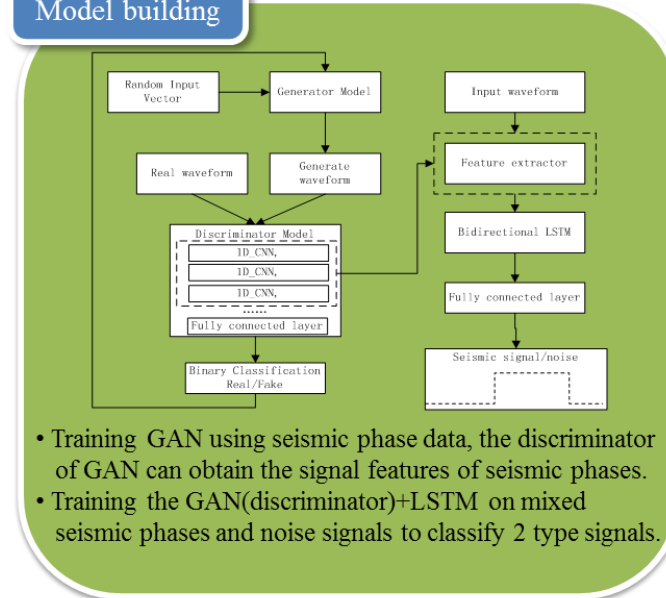 Model building
Random Input
Vector
Generator Model
Input waveform
Real waveform
Generate
waveform
Feature extractor
Discriminator Model
1D_CNN,
1D_CNN,
1D_CNN,
......
Fully connected layer
Bidirectional LSTM
Fully connected layer
Binary Classification
Real/Fake
Seismic signal/noise
• Training GAN using seismic phase data, the discriminator
of GAN can obtain the signal features of seismic phases.
• Training the GAN(discriminator)+LSTM on mixed
seismic phases and noise signals to classify 2 type signals.